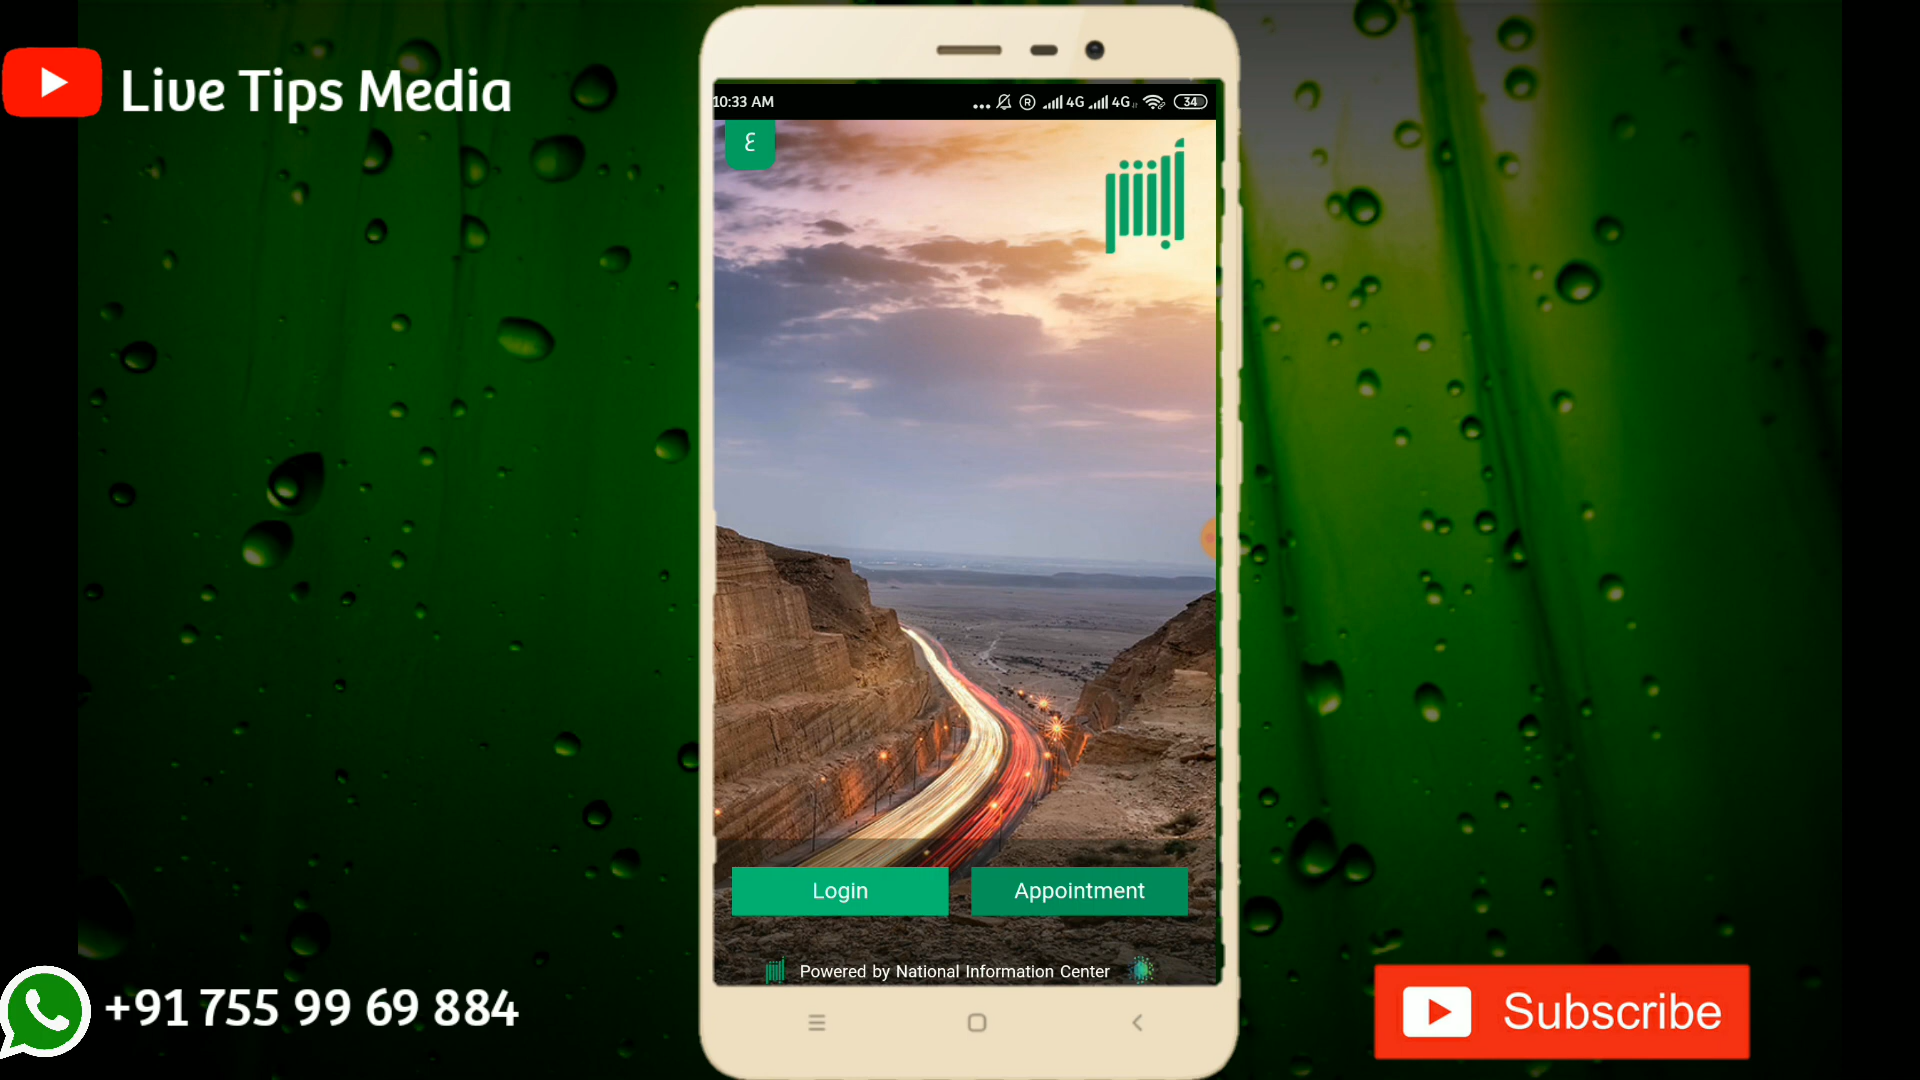 Live Tips Media
10:33 AM
... R 4G 4G 34
ع
أبشر
Login
Appointment
Powered by National Information Center
+91 755 99 69 884
Subscribe